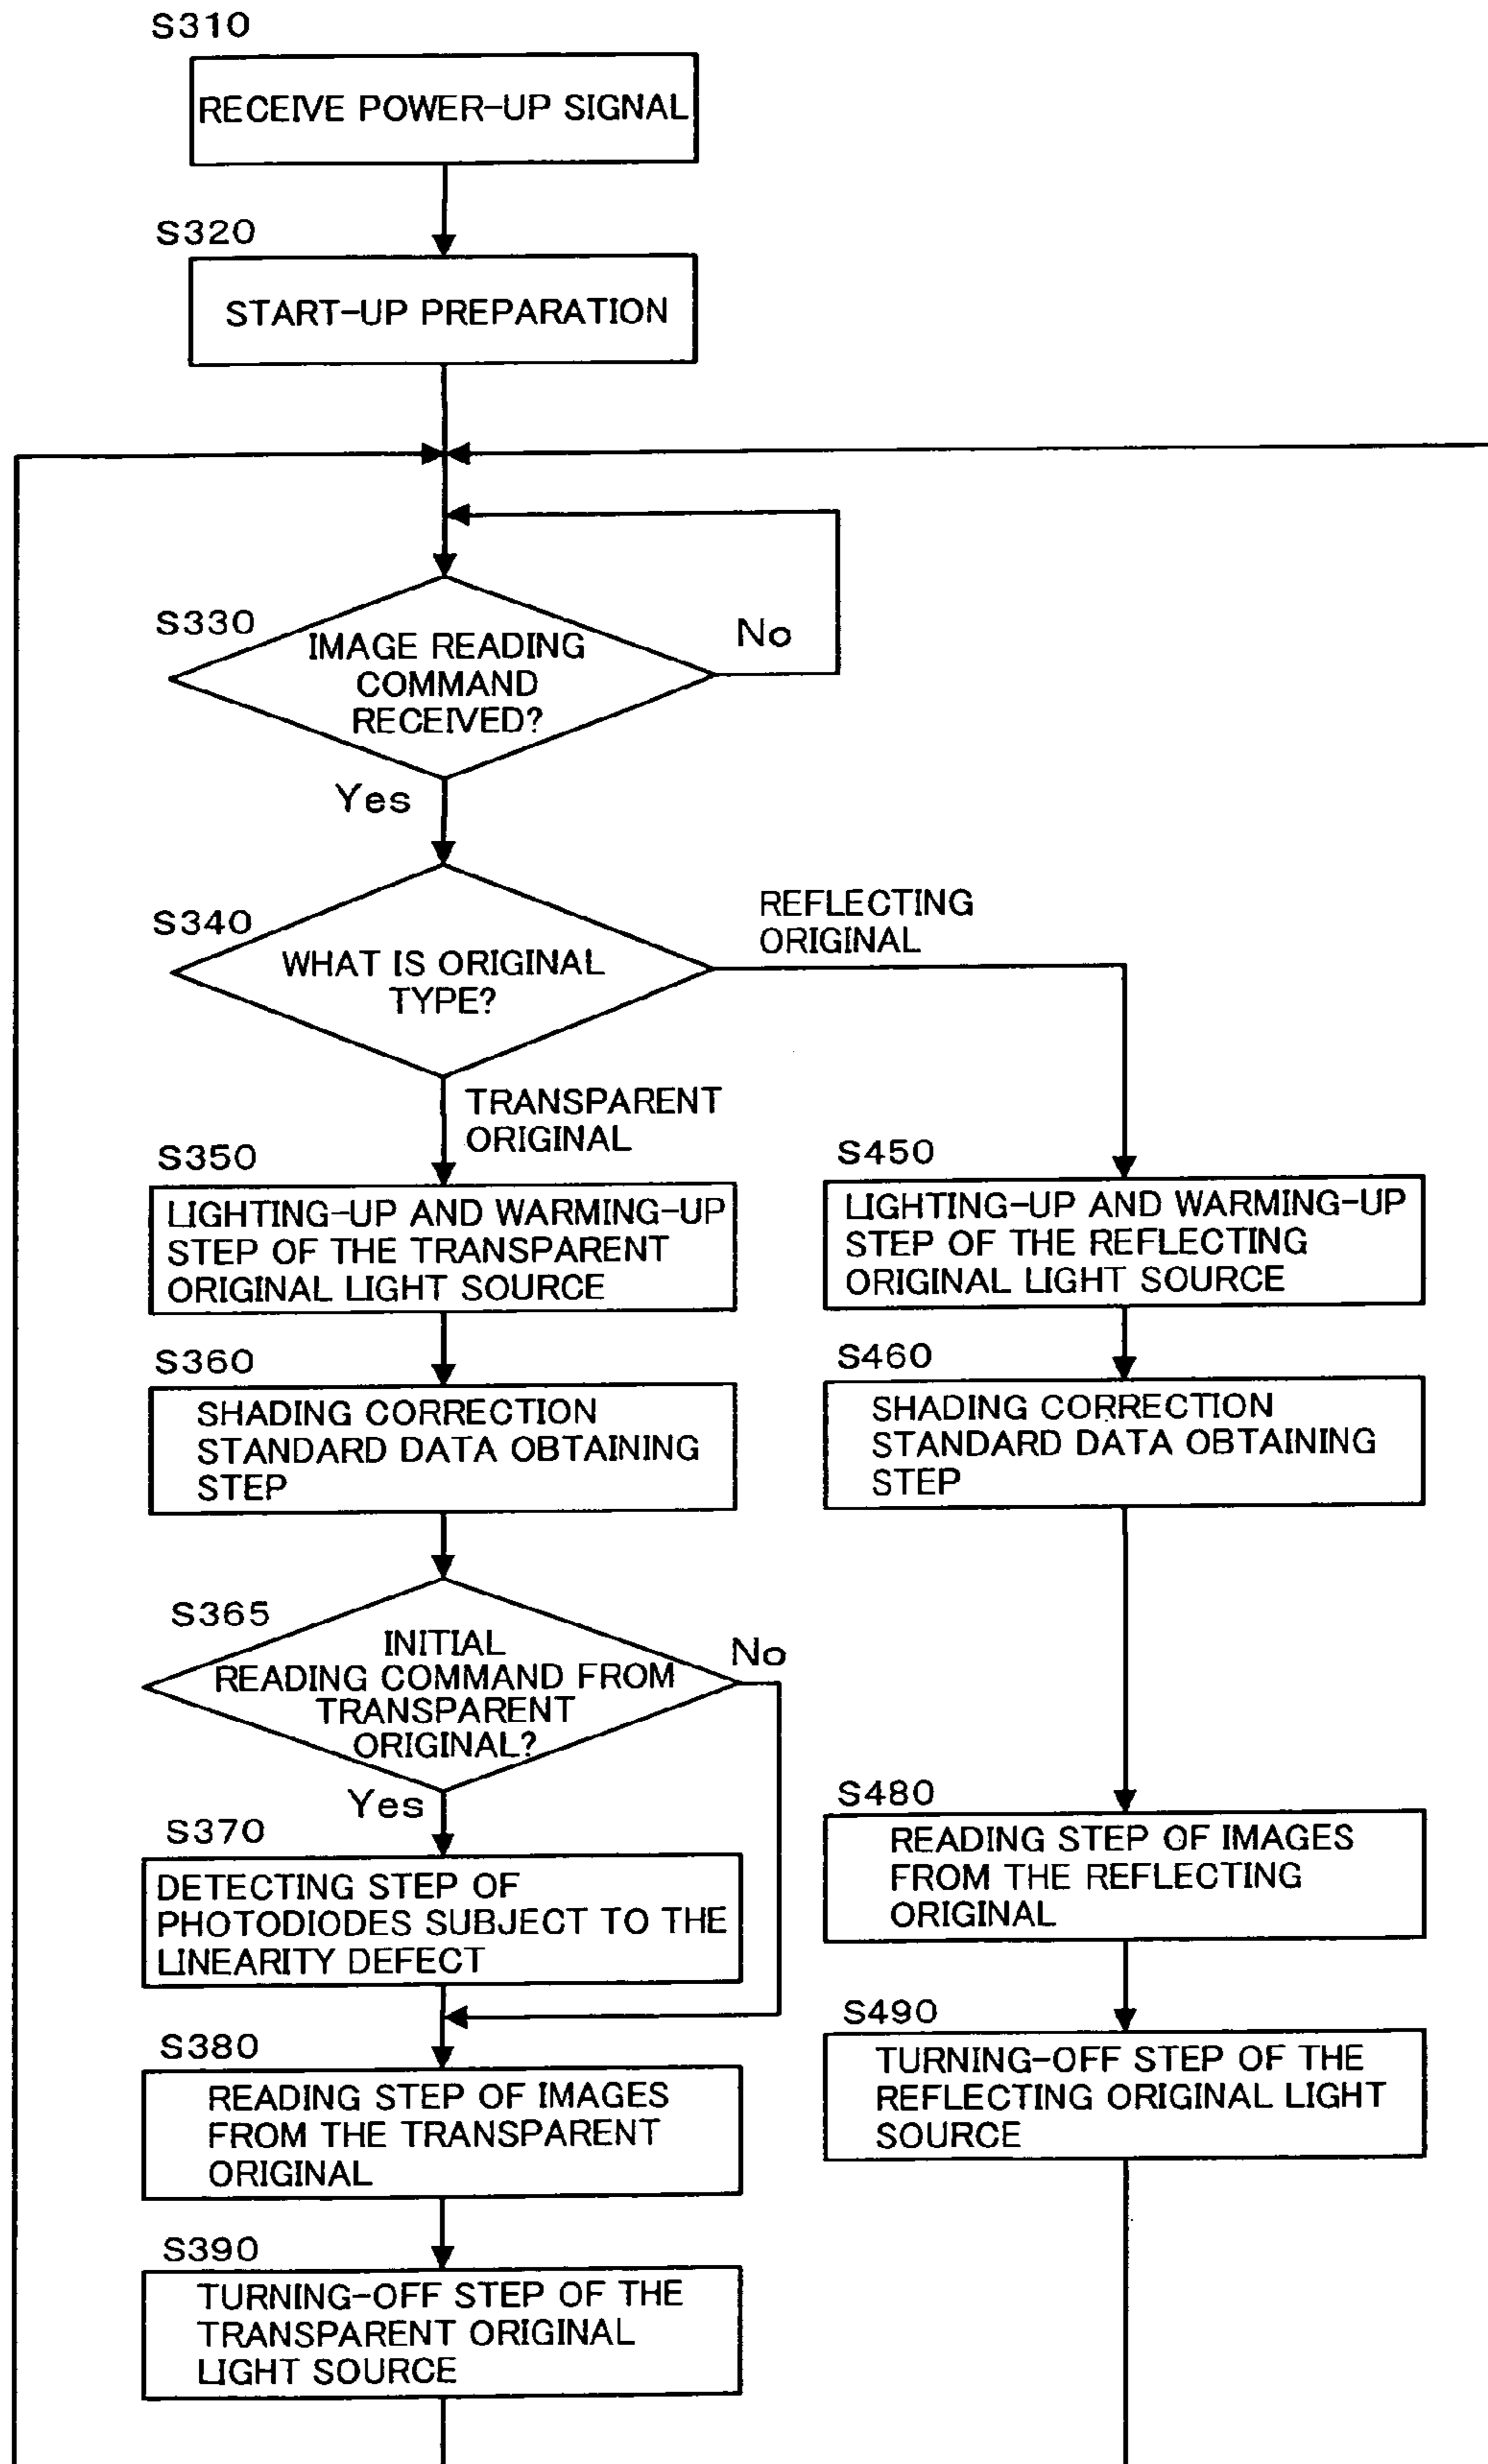 S310
RECEIVE POWER-UP SIGNAL
S320
START-UP PREPARATION
S330
IMAGE READING
COMMAND
RECEIVED?
No
Yes
S340
WHAT IS ORIGINAL
TYPE?
REFLECTING
ORIGINAL
TRANSPARENT
ORIGINAL
S350
LIGHTING-UP AND WARMING-UP
STEP OF THE TRANSPARENT
ORIGINAL LIGHT SOURCE
S450
LIGHTING-UP AND WARMING-UP
STEP OF THE REFLECTING
ORIGINAL LIGHT SOURCE
S360
SHADING CORRECTION
STANDARD DATA OBTAINING
STEP
S460
SHADING CORRECTION
STANDARD DATA OBTAINING
STEP
S365
INITIAL
READING COMMAND FROM
TRANSPARENT
ORIGINAL?
No
Yes
S370
DETECTING STEP OF
PHOTODIODES SUBJECT TO THE
LINEARITY DEFECT
S480
READING STEP OF IMAGES
FROM THE REFLECTING
ORIGINAL
S380
READING STEP OF IMAGES
FROM THE TRANSPARENT
ORIGINAL
S490
TURNING-OFF STEP OF THE
REFLECTING ORIGINAL LIGHT
SOURCE
S390
TURNING-OFF STEP OF THE
TRANSPARENT ORIGINAL
LIGHT SOURCE